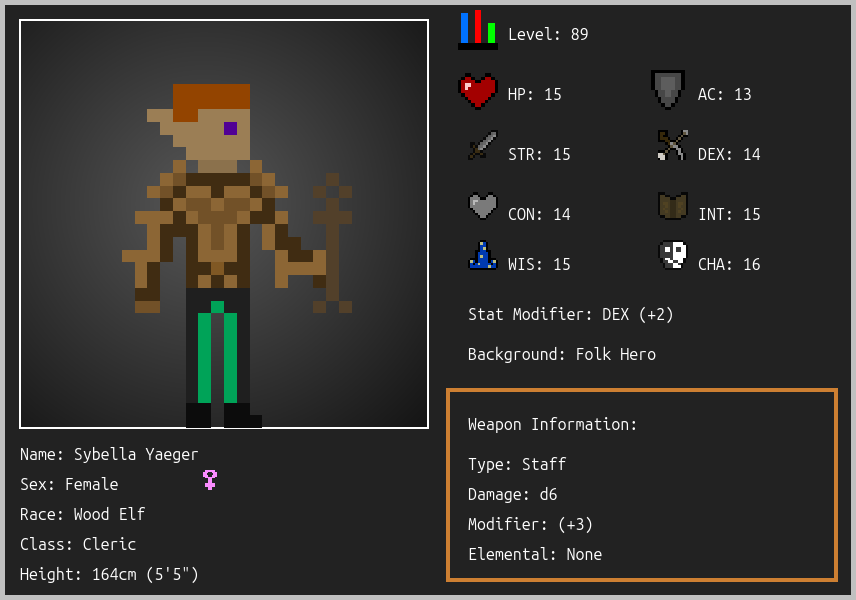 Level: 89
HP: 15
AC: 13
STR: 15
DEX: 14
CON: 14
INT: 15
WIS: 15
CHA: 16
Stat Modifier: DEX (+2)
Background: Folk Hero
Weapon Information:
Type: Staff
Damage: d6
Modifier: (+3)
Elemental: None
Name: Sybella Yaeger
Sex: Female
Race: Wood Elf
Class: Cleric
Height: 164cm (5'5")